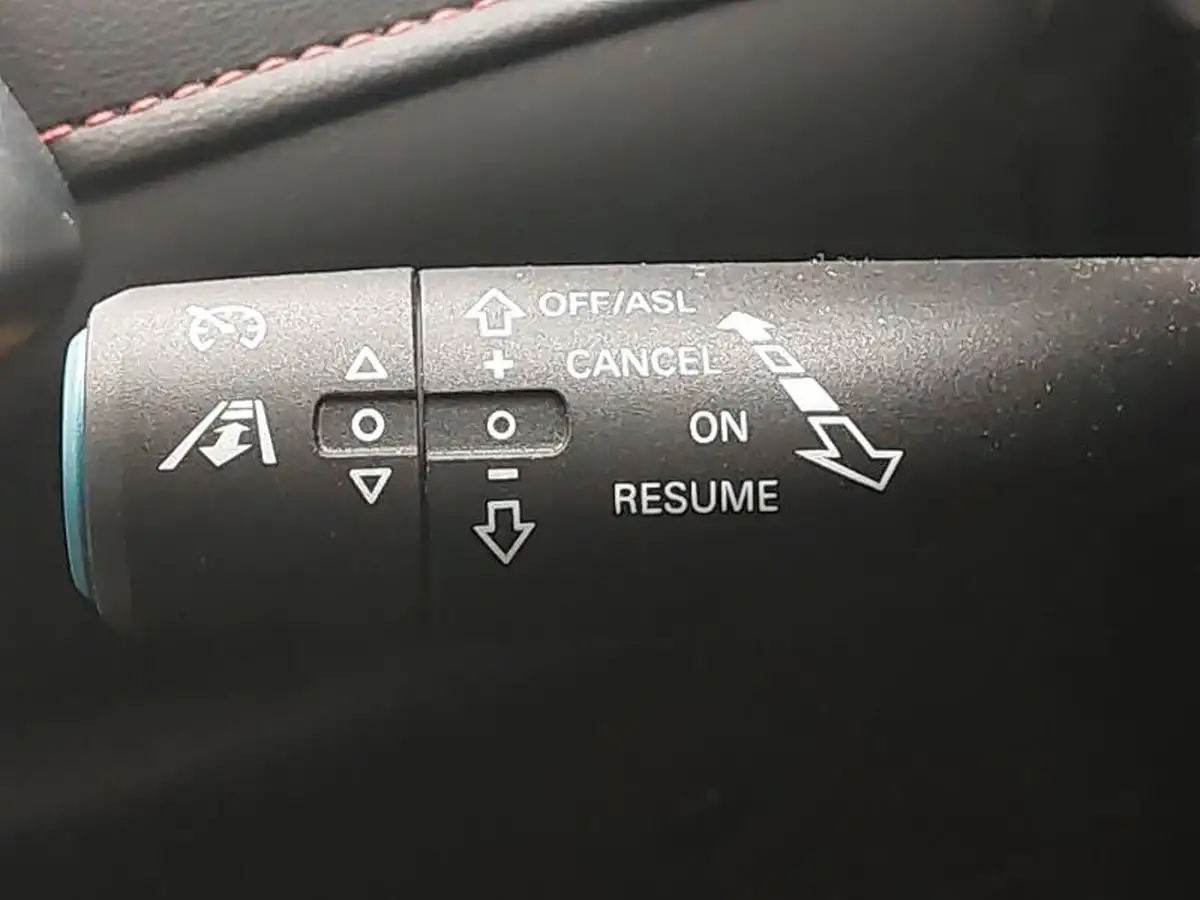 OFF/ASL
+ CANCEL
ON
− RESUME